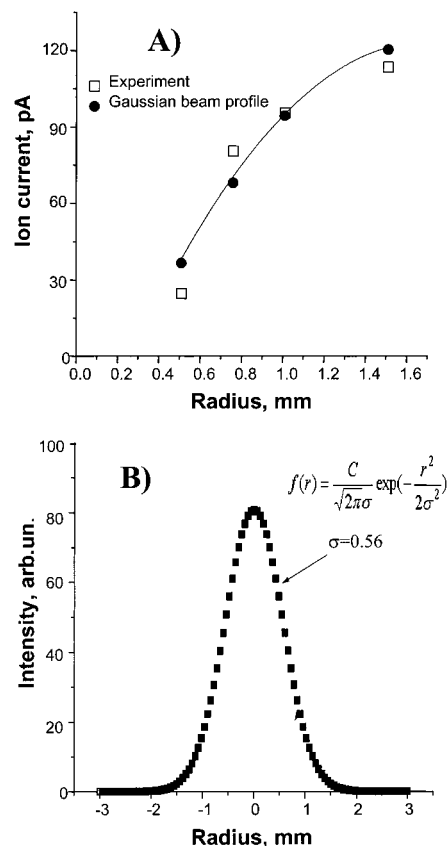 A)
120
90
60
30
0
Ion current, pA
Experiment
Gaussian beam profile
0.0 0.2 0.4 0.6 0.8 1.0 1.2 1.4 1.6
Radius, mm
B)
100
80
60
40
20
0
Intensity, arb.un.
f(r) = C/√2πσ exp(-r²/2σ²)
σ=0.56
-3 -2 -1 0 1 2 3
Radius, mm